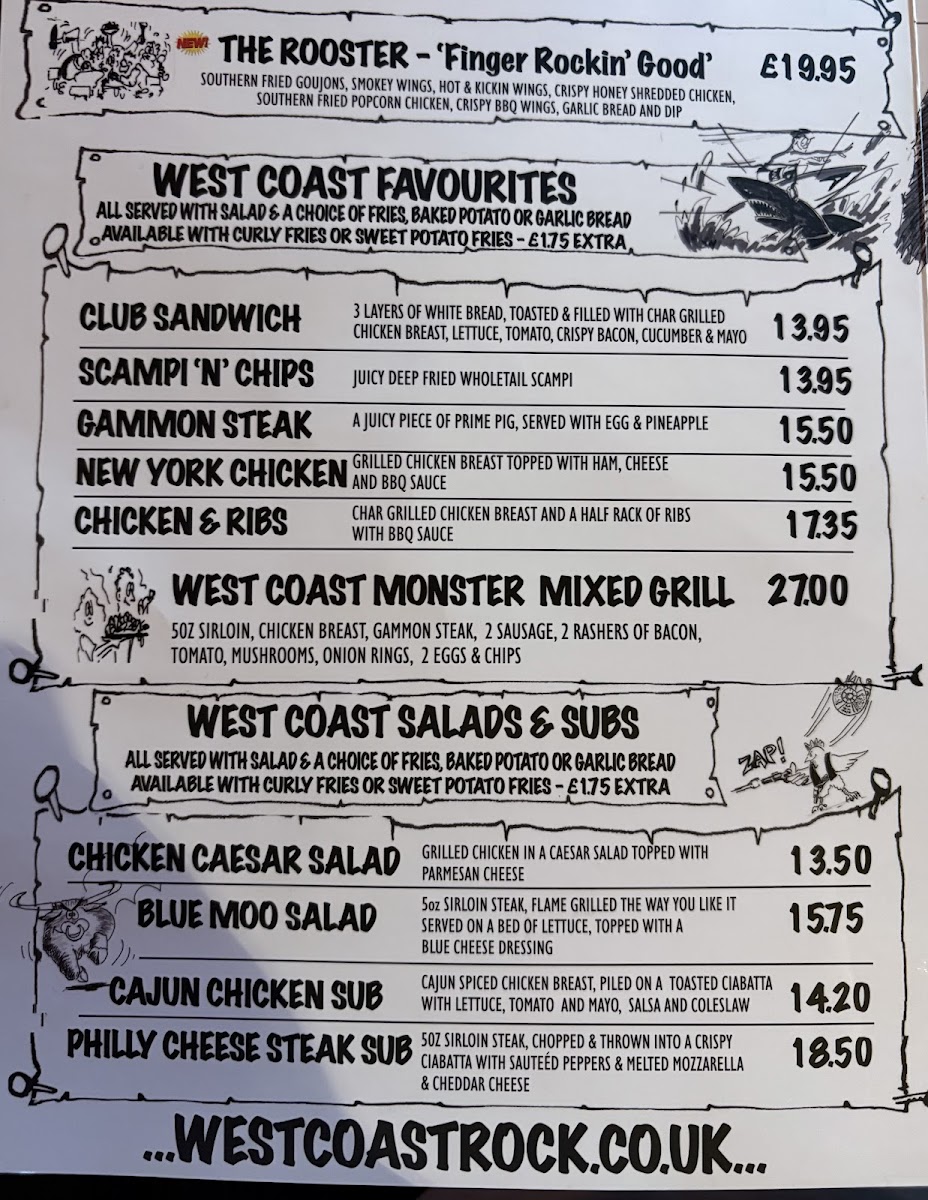 NEW! THE ROOSTER – 'Finger Rockin' Good' £19.95
SOUTHERN FRIED GOUJONS, SMOKEY WINGS, HOT & KICKIN WINGS, CRISPY HONEY SHREDDED CHICKEN,
SOUTHERN FRIED POPCORN CHICKEN, CRISPY BBQ WINGS, GARLIC BREAD AND DIP
WEST COAST FAVOURITES
ALL SERVED WITH SALAD & A CHOICE OF FRIES, BAKED POTATO OR GARLIC BREAD
AVAILABLE WITH CURLY FRIES OR SWEET POTATO FRIES - £1.75 EXTRA
CLUB SANDWICH 3 LAYERS OF WHITE BREAD, TOASTED & FILLED WITH CHAR GRILLED 13.95
CHICKEN BREAST, LETTUCE, TOMATO, CRISPY BACON, CUCUMBER & MAYO
SCAMPI 'N' CHIPS JUICY DEEP FRIED WHOLETAIL SCAMPI 13.95
GAMMON STEAK A JUICY PIECE OF PRIME PIG, SERVED WITH EGG & PINEAPPLE 15.50
NEW YORK CHICKEN GRILLED CHICKEN BREAST TOPPED WITH HAM, CHEESE 15.50
AND BBQ SAUCE
CHICKEN & RIBS CHAR GRILLED CHICKEN BREAST AND A HALF RACK OF RIBS 17.35
WITH BBQ SAUCE
WEST COAST MONSTER MIXED GRILL 27.00
5OZ SIRLOIN, CHICKEN BREAST, GAMMON STEAK, 2 SAUSAGE, 2 RASHERS OF BACON,
TOMATO, MUSHROOMS, ONION RINGS, 2 EGGS & CHIPS
WEST COAST SALADS & SUBS
ALL SERVED WITH SALAD & A CHOICE OF FRIES, BAKED POTATO OR GARLIC BREAD
AVAILABLE WITH CURLY FRIES OR SWEET POTATO FRIES - £1.75 EXTRA
ZAP!
CHICKEN CAESAR SALAD GRILLED CHICKEN IN A CAESAR SALAD TOPPED WITH 13.50
PARMESAN CHEESE
BLUE MOO SALAD 5oz SIRLOIN STEAK, FLAME GRILLED THE WAY YOU LIKE IT 15.75
SERVED ON A BED OF LETTUCE, TOPPED WITH A
BLUE CHEESE DRESSING
CAJUN CHICKEN SUB CAJUN SPICED CHICKEN BREAST, PILED ON A TOASTED CIABATTA 14.20
WITH LETTUCE, TOMATO AND MAYO, SALSA AND COLESLAW
PHILLY CHEESE STEAK SUB 5OZ SIRLOIN STEAK, CHOPPED & THROWN INTO A CRISPY 18.50
CIABATTA WITH SAUTEÉD PEPPERS & MELTED MOZZARELLA
& CHEDDAR CHEESE
...WESTCOASTROCK.CO.UK...